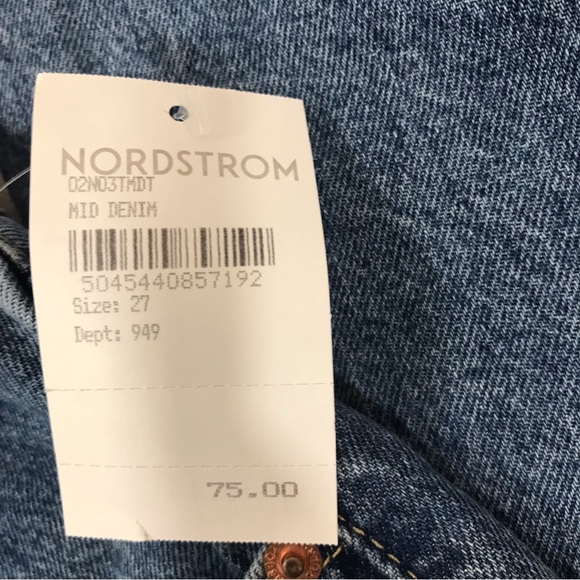 NORDSTROM
02N03TMDT
MID DENIM
5045440857192
Size: 27
Dept: 949
75.00